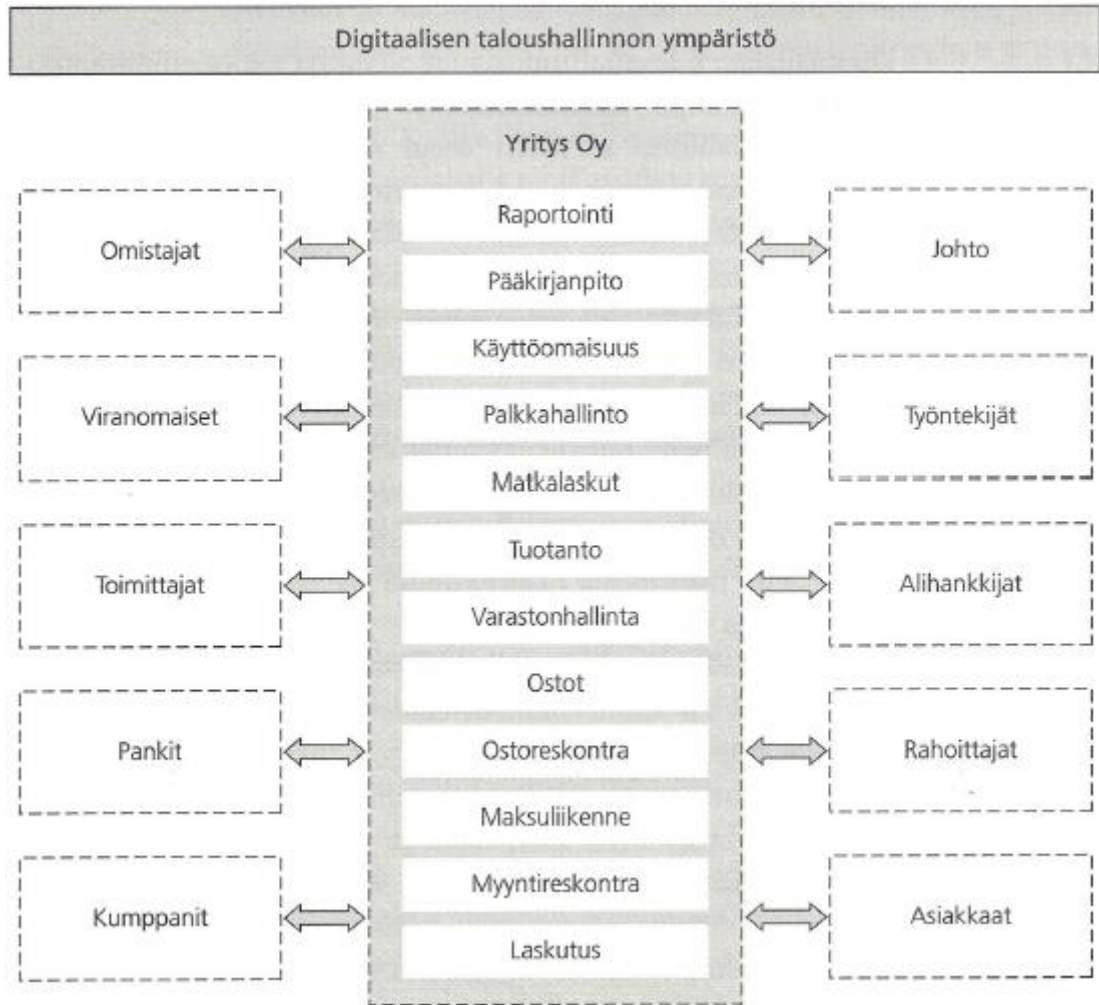 Digitaalisen taloushallinnon ympäristö
Yritys Oy
Omistajat
Viranomaiset
Toimittajat
Pankit
Kumppanit
Raportointi
Pääkirjanpito
Käyttöomaisuus
Palkkahallinto
Matkalaskut
Tuotanto
Varastonhallinta
Ostot
Ostoreskontra
Maksuliikenne
Myyntireskontra
Laskutus
Johto
Työntekijät
Alihankkijat
Rahoittajat
Asiakkaat